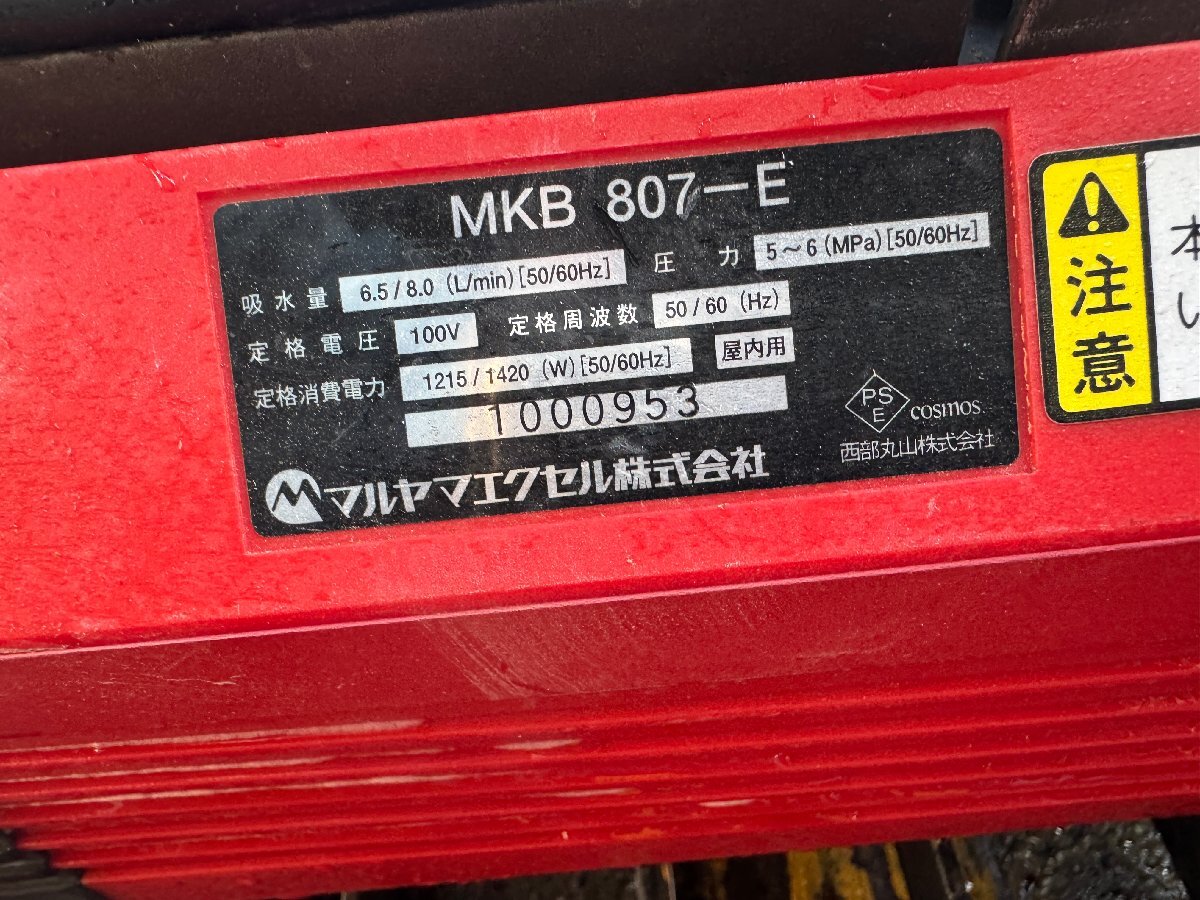 MKB 807-E
吸水量 6.5/8.0 (L/min)[50/60Hz] 圧力 5~6(MPa)[50/60Hz]
定格電圧 100V 定格周波数 50/60 (Hz)
定格消費電力 1215/1420 (W)[50/60Hz] 屋内用
1000953
PS
E
cosmos
マルヤマエクセル株式会社
西部丸山株式会社
注意
本
い